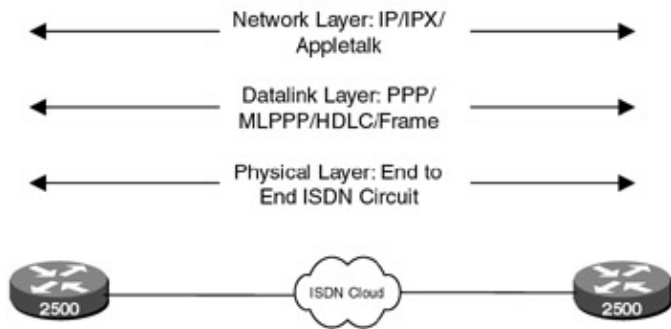 Network Layer: IP/IPX/
Appletalk
Datalink Layer: PPP/
MLPPP/HDLC/Frame
Physical Layer: End to
End ISDN Circuit
2500
ISDN Cloud
2500